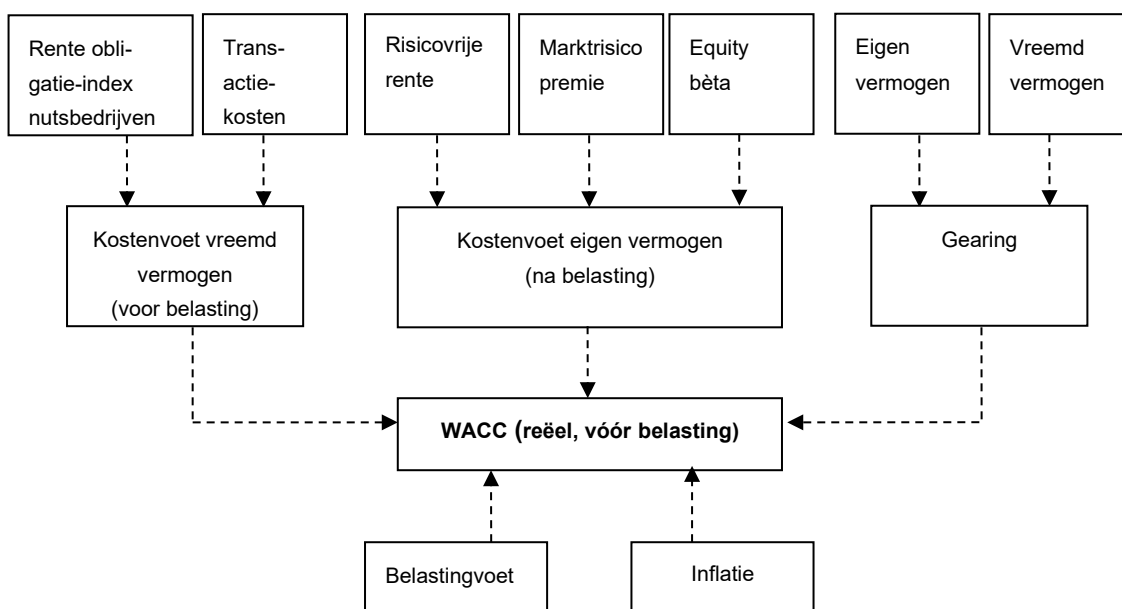 Rente obli-
gatie-index
nutsbedrijven
Trans-
actie-
kosten
Risicovrije
rente
Marktrisico
premie
Equity
bèta
Eigen
vermogen
Vreemd
vermogen
Kostenvoet vreemd
vermogen
(voor belasting)
Kostenvoet eigen vermogen
(na belasting)
Gearing
WACC (reëel, vóór belasting)
Belastingvoet
Inflatie